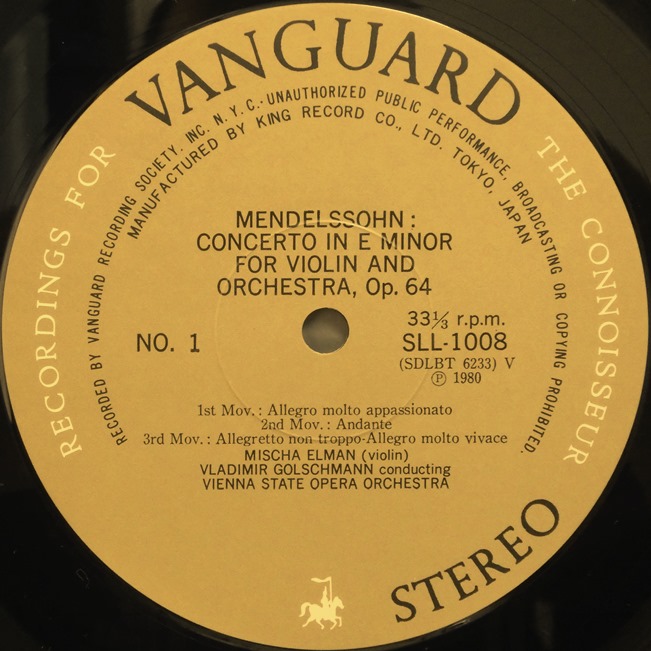 VANGUARD
RECORDINGS FOR THE CONNOISSEUR
RECORDED BY VANGUARD RECORDING SOCIETY, INC. N.Y.C.·UNAUTHORIZED PUBLIC PERFORMANCE, BROADCASTING OR COPYING PROHIBITED.
MANUFACTURED BY KING RECORD CO., LTD. TOKYO, JAPAN
MENDELSSOHN:
CONCERTO IN E MINOR
FOR VIOLIN AND
ORCHESTRA, Op. 64
33⅓ r.p.m.
NO. 1 SLL-1008
(SDLBT 6233) V
Ⓟ 1980
1st Mov.: Allegro molto appassionato
2nd Mov.: Andante
3rd Mov.: Allegretto non troppo-Allegro molto vivace
MISCHA ELMAN (violin)
VLADIMIR GOLSCHMANN conducting
VIENNA STATE OPERA ORCHESTRA
STEREO